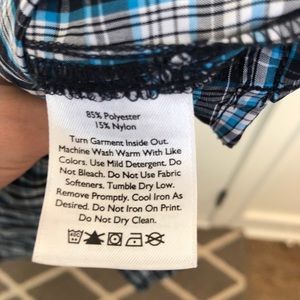 85% Polyester
15% Nylon
Turn Garment Inside Out.
Machine Wash Warm With Like
Colors. Use Mild Detergent. Do
Not Bleach. Do Not Use Fabric
Softeners. Tumble Dry Low.
Remove Promptly. Cool Iron As
Desired. Do Not Iron On Print.
Do Not Dry Clean.